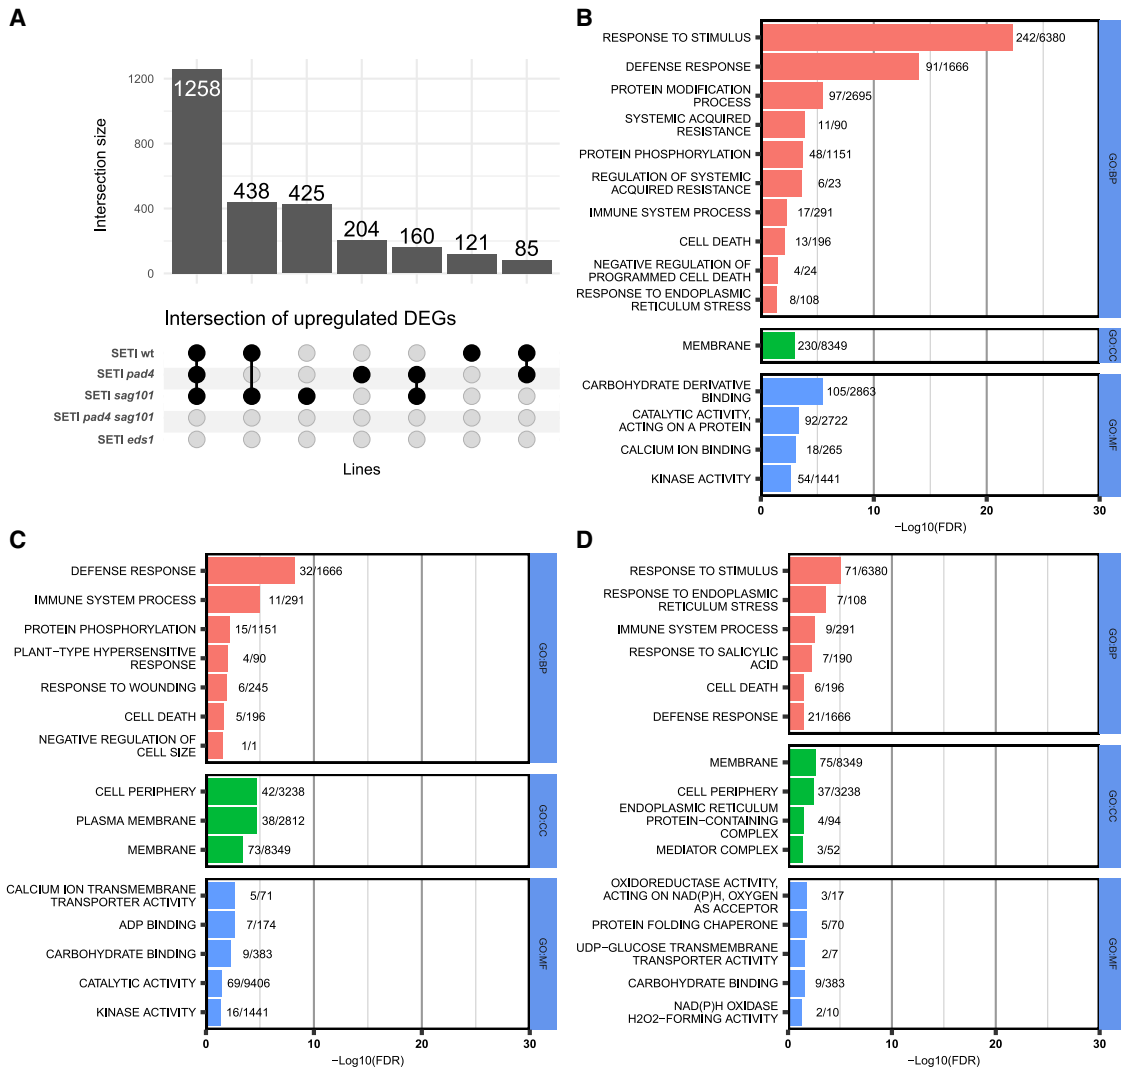 A
Intersection size
1200
800
400
0
1258
438
425
204
160
121
85
Intersection of upregulated DEGs
SETI wt
SETI pad4
SETI sag101
SETI pad4 sag101
SETI eds1
Lines
B
RESPONSE TO STIMULUS
242/6380
DEFENSE RESPONSE
91/1666
PROTEIN MODIFICATION
PROCESS
97/2695
SYSTEMIC ACQUIRED
RESISTANCE
11/90
PROTEIN PHOSPHORYLATION
48/1151
REGULATION OF SYSTEMIC
ACQUIRED RESISTANCE
6/23
IMMUNE SYSTEM PROCESS
17/291
CELL DEATH
13/196
NEGATIVE REGULATION OF
PROGRAMMED CELL DEATH
4/24
RESPONSE TO ENDOPLASMIC
RETICULUM STRESS
8/108
GO:BP
MEMBRANE
230/8349
GO:CC
CARBOHYDRATE DERIVATIVE
BINDING
105/2863
CATALYTIC ACTIVITY,
ACTING ON A PROTEIN
92/2722
CALCIUM ION BINDING
18/265
KINASE ACTIVITY
54/1441
GO:MF
0
10
20
30
−Log10(FDR)
C
DEFENSE RESPONSE
32/1666
IMMUNE SYSTEM PROCESS
11/291
PROTEIN PHOSPHORYLATION
15/1151
PLANT−TYPE HYPERSENSITIVE
RESPONSE
4/90
RESPONSE TO WOUNDING
6/245
CELL DEATH
5/196
NEGATIVE REGULATION OF
CELL SIZE
1/1
GO:BP
CELL PERIPHERY
42/3238
PLASMA MEMBRANE
38/2812
MEMBRANE
73/8349
GO:CC
CALCIUM ION TRANSMEMBRANE
TRANSPORTER ACTIVITY
5/71
ADP BINDING
7/174
CARBOHYDRATE BINDING
9/383
CATALYTIC ACTIVITY
69/9406
KINASE ACTIVITY
16/1441
GO:MF
0
10
20
30
−Log10(FDR)
D
RESPONSE TO STIMULUS
71/6380
RESPONSE TO ENDOPLASMIC
RETICULUM STRESS
7/108
IMMUNE SYSTEM PROCESS
9/291
RESPONSE TO SALICYLIC
ACID
7/190
CELL DEATH
6/196
DEFENSE RESPONSE
21/1666
GO:BP
MEMBRANE
75/8349
CELL PERIPHERY
37/3238
ENDOPLASMIC RETICULUM
PROTEIN−CONTAINING
COMPLEX
4/94
MEDIATOR COMPLEX
3/52
GO:CC
OXIDOREDUCTASE ACTIVITY,
ACTING ON NAD(P)H, OXYGEN
AS ACCEPTOR
3/17
PROTEIN FOLDING CHAPERONE
5/70
UDP−GLUCOSE TRANSMEMBRANE
TRANSPORTER ACTIVITY
2/7
CARBOHYDRATE BINDING
9/383
NAD(P)H OXIDASE
H2O2−FORMING ACTIVITY
2/10
GO:MF
0
10
20
30
−Log10(FDR)